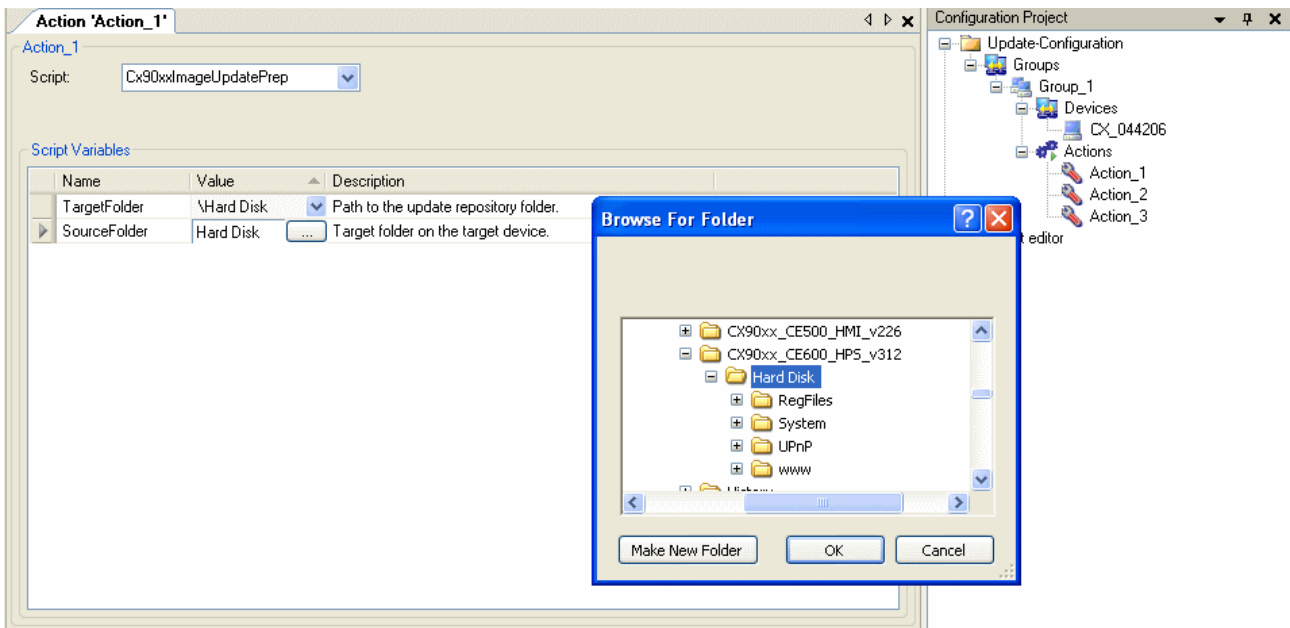 Action 'Action_1'
Action_1
Script:
Cx90xxImageUpdatePrep
Script Variables
Name Value Description
TargetFolder \Hard Disk Path to the update repository folder.
SourceFolder Hard Disk ... Target folder on the target device.
Browse For Folder
CX90xx_CE500_HMI_v226
CX90xx_CE600_HPS_v312
Hard Disk
RegFiles
System
UPnP
www
Make New Folder
OK
Cancel
Configuration Project
Update-Configuration
Groups
Group_1
Devices
CX_044206
Actions
Action_1
Action_2
Action_3
t editor